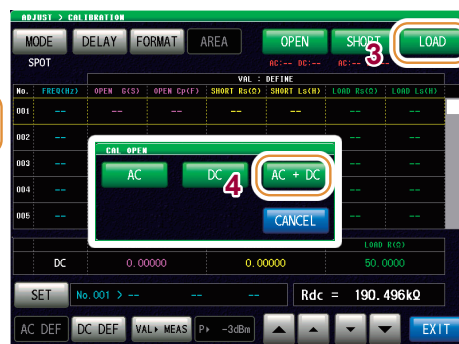 ADJUST > CALIBRATION
MODE DELAY FORMAT AREA OPEN SHORT LOAD
SPOT AC:-- DC:-- AC:-- 3
VAL : DEFINE
No. FREQ(Hz) OPEN G(S) OPEN Cp(F) SHORT Rs(Ω) SHORT Ls(H) LOAD Rs(Ω) LOAD Ls(H)
001 -- -- -- -- -- -- --
002 -- -- --
003 -- -- --
004 -- -- --
005 -- -- --
CAL OPEN
AC DC AC + DC
4
CANCEL
LOAD R(Ω)
DC 0.00000 0.00000 50.0000
SET No.001 > -- -- -- Rdc = 190.496kΩ
AC DEF DC DEF VAL▸MEAS P▸ -3dBm ▲ ▲ ▼ ▼ EXIT